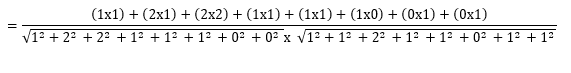 = (1x1) + (2x1) + (2x2) + (1x1) + (1x1) + (1x0) + (0x1) + (0x1)
√1² + 2² + 2² + 1² + 1² + 1² + 0² + 0² x √1² + 1² + 2² + 1² + 1² + 0² + 1² + 1²